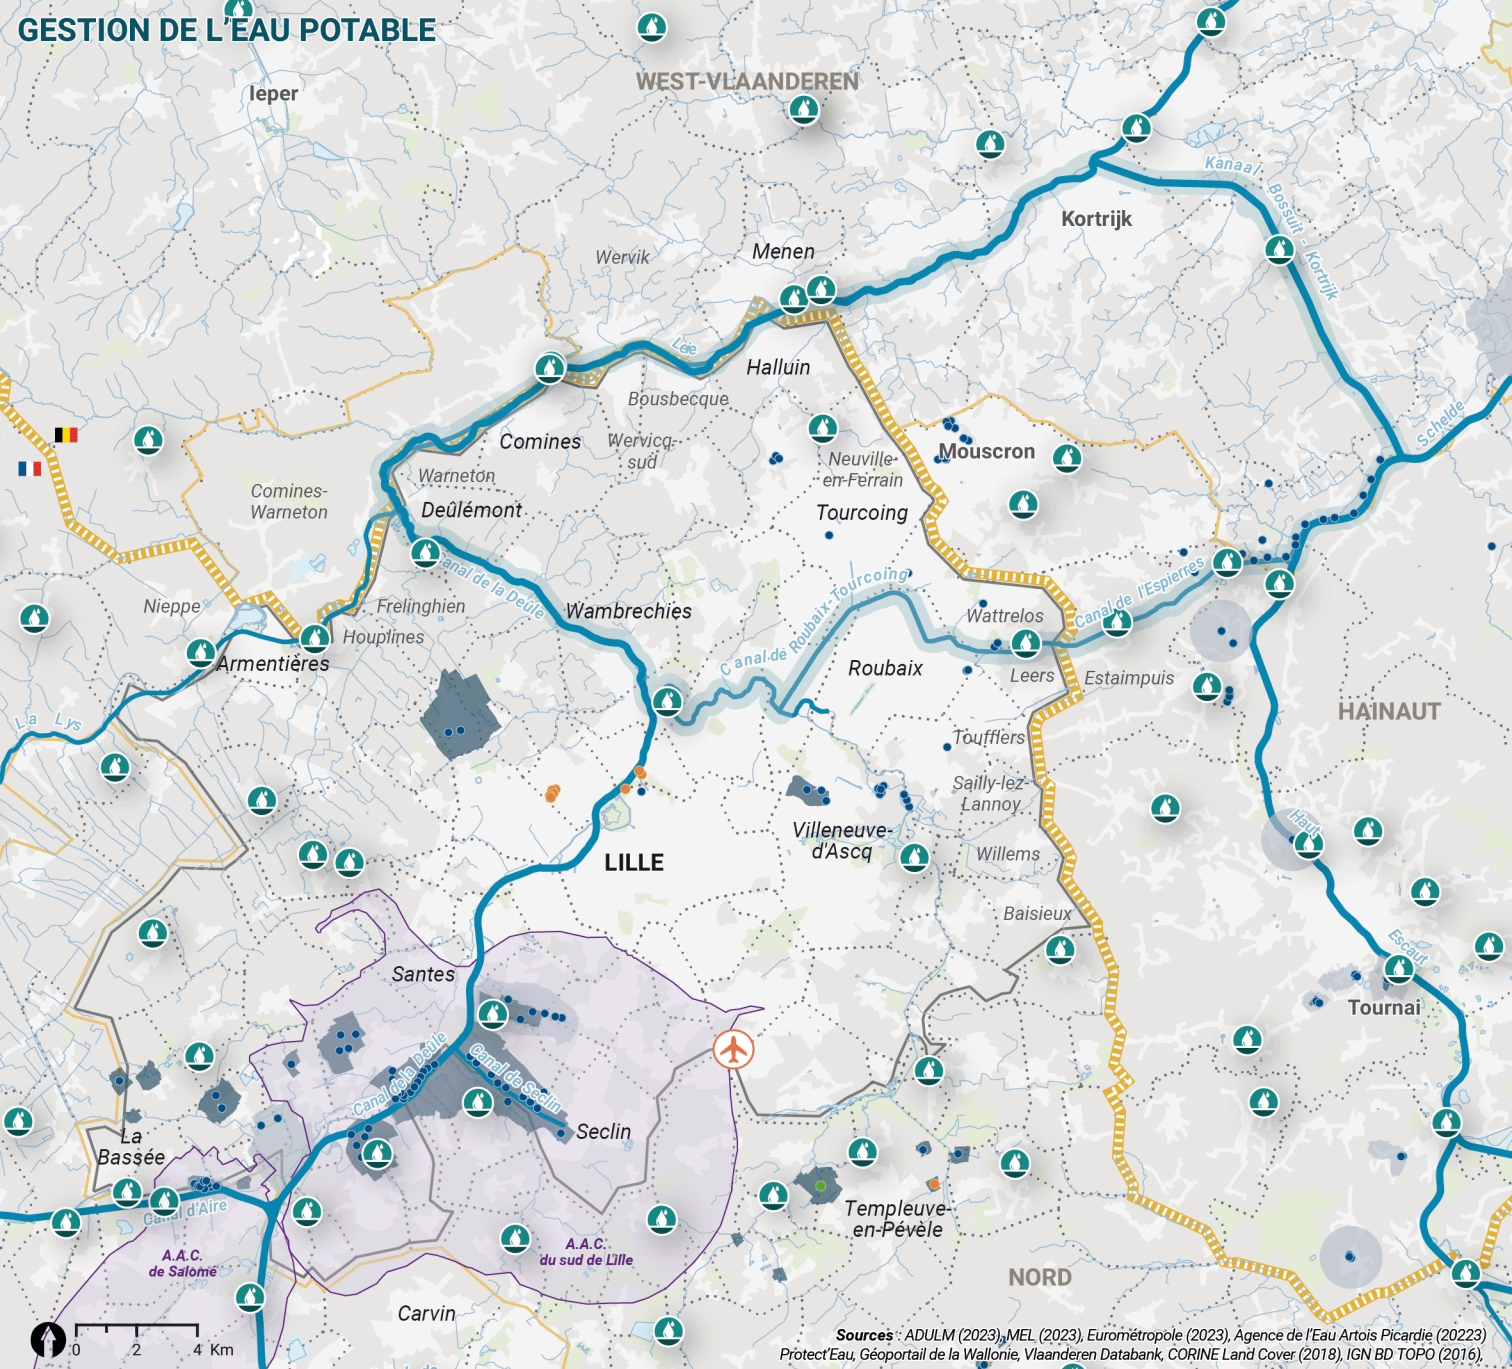 GESTION DE L'EAU POTABLE
WEST-VLAANDEREN
Ieper
Kanaal - Bossuit - Kortrijk
Kortrijk
Menen
Wervik
Leie
Halluin
Bousbecque
Comines
Wervicq-
sud
Schelde
Warneton
Neuville-
en-Ferrain
Mouscron
Comines-
Warneton
Deûlémont
Tourcoing
Canal de la Deûle
Canal de Roubaix-Tourcoing
Canal de l'Espierres
Nieppe
Frelinghien
Wambrechies
Wattrelos
Houplines
Armentières
Roubaix
Leers
Estaimpuis
La Lys
HAINAUT
Toufflers
Sailly-lez-
Lannoy
Villeneuve-
d'Ascq
Haut
Escaut
LILLE
Willems
Baisieux
Santes
Tournai
Canal de la Deûle
Canal de Seclin
Seclin
La
Bassée
Canal d'Aire
Templeuve-
en-Pévèle
A.A.C.
de Salomé
A.A.C.
du sud de Lille
NORD
Carvin
0 2 4 Km
Sources : ADULM (2023), MEL (2023), Eurométropole (2023), Agence de l'Eau Artois Picardie (20223)
Protect'Eau, Géoportail de la Wallonie, Vlaanderen Databank, CORINE Land Cover (2018), IGN BD TOPO (2016),